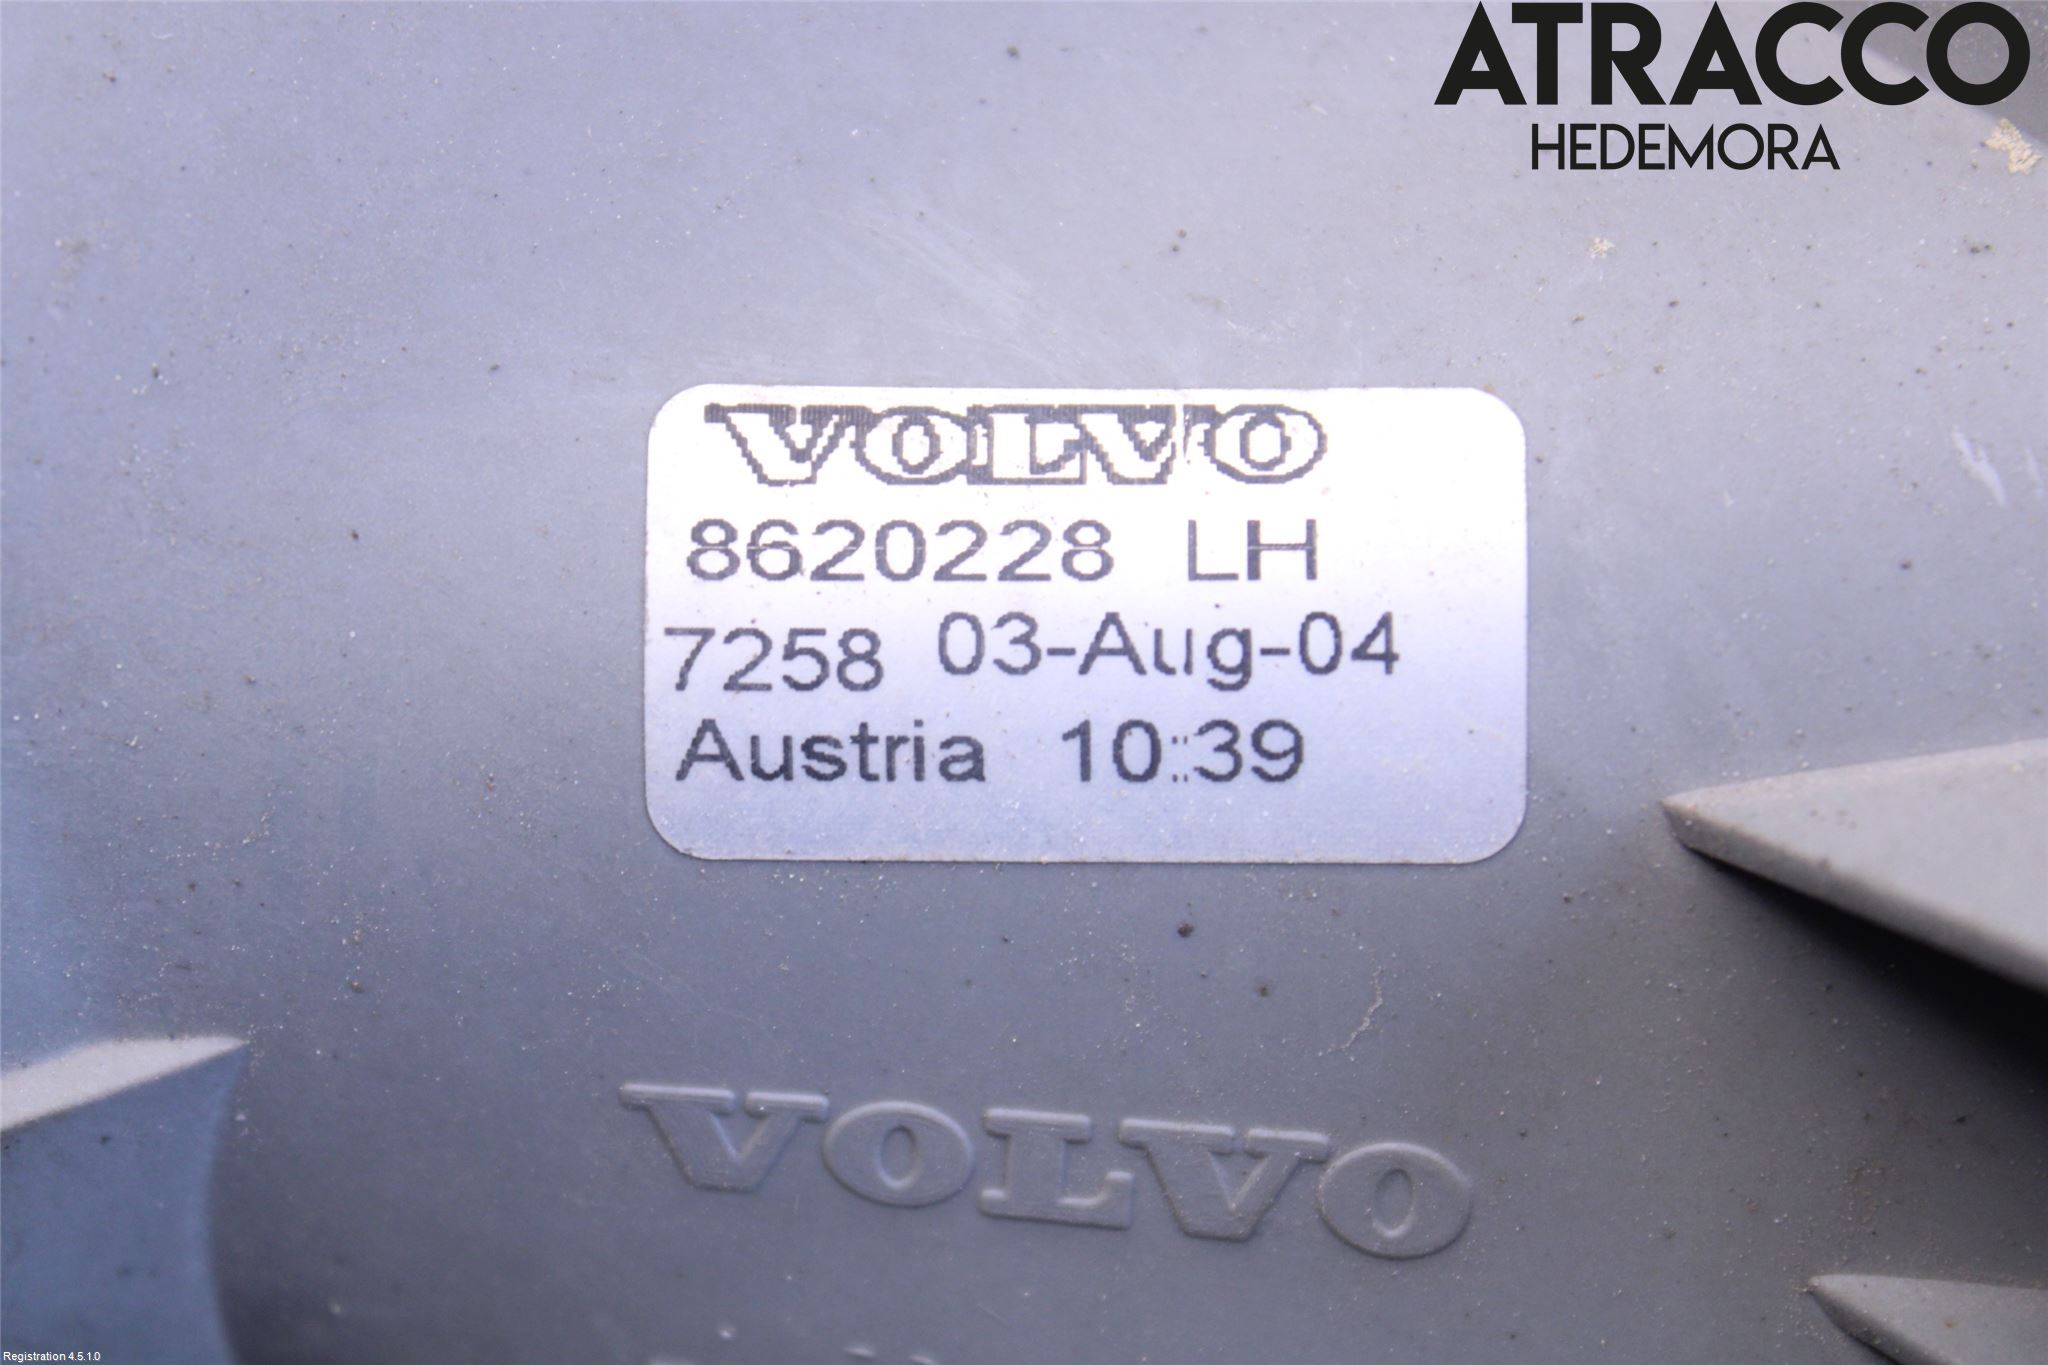 ATRACCO
HEDEMORA
VOLVO
8620228 LH
7258 03-Aug-04
Austria 10:39
VOLVO
Registration 4.5.1.0